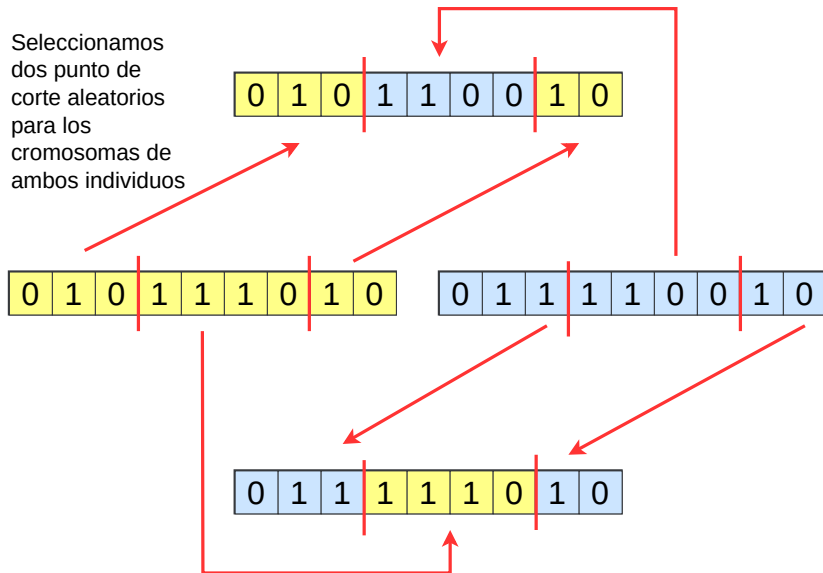 Seleccionamos
dos punto de
corte aleatorios
para los
cromosomas de
ambos individuos
0 1 0 1 1 0 0 1 0
0 1 0 1 1 1 0 1 0
0 1 1 1 1 0 0 1 0
0 1 1 1 1 1 0 1 0